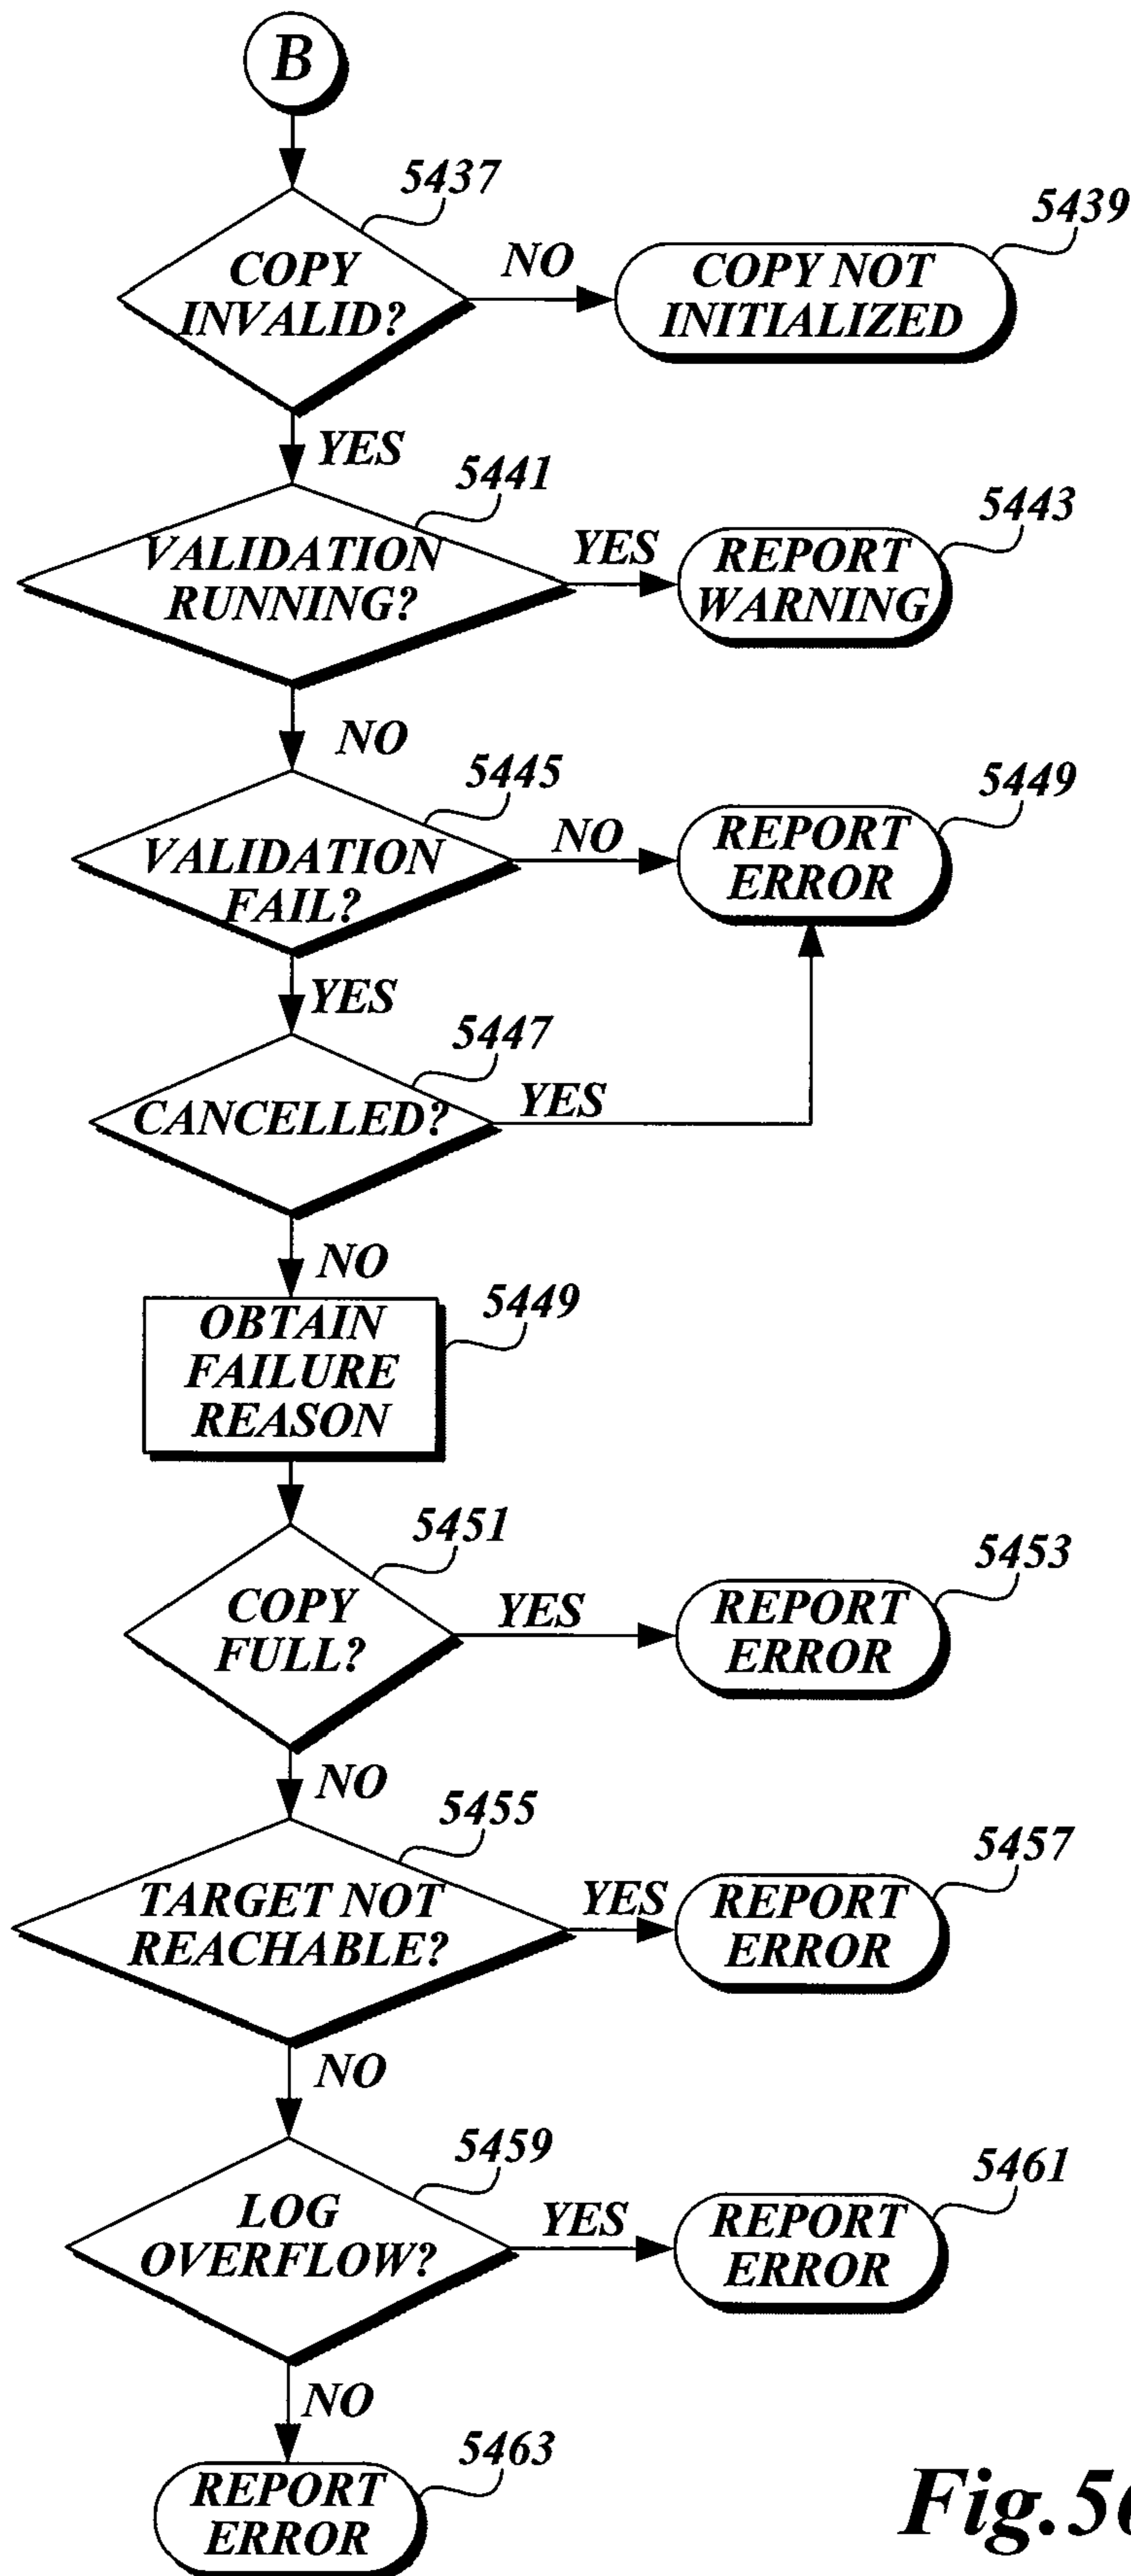 B
5437
COPY
INVALID?
NO
5439
COPY NOT
INITIALIZED
YES
5441
VALIDATION
RUNNING?
YES
5443
REPORT
WARNING
NO
5445
VALIDATION
FAIL?
NO
5449
REPORT
ERROR
YES
5447
CANCELLED?
YES
NO
5449
OBTAIN
FAILURE
REASON
5451
COPY
FULL?
YES
5453
REPORT
ERROR
NO
5455
TARGET NOT
REACHABLE?
YES
5457
REPORT
ERROR
NO
5459
LOG
OVERFLOW?
YES
5461
REPORT
ERROR
NO
5463
REPORT
ERROR
Fig.5